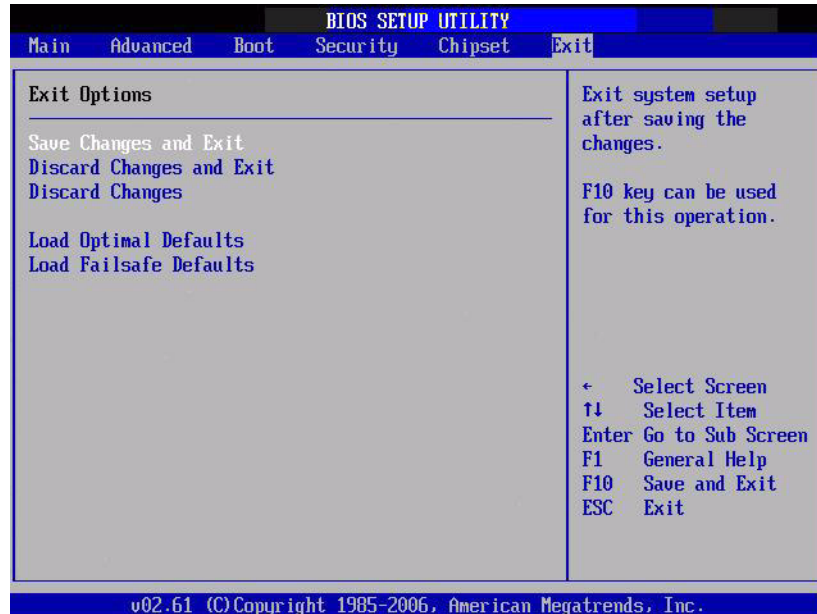 BIOS SETUP UTILITY
Main Advanced Boot Security Chipset Exit
Exit Options
Save Changes and Exit
Discard Changes and Exit
Discard Changes
Load Optimal Defaults
Load Failsafe Defaults
Exit system setup
after saving the
changes.
F10 key can be used
for this operation.
← Select Screen
↑↓ Select Item
Enter Go to Sub Screen
F1 General Help
F10 Save and Exit
ESC Exit
v02.61 (C)Copyright 1985-2006, American Megatrends, Inc.